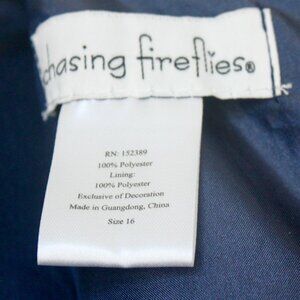 chasing fireflies®
RN: 152389
100% Polyester
Lining:
100% Polyester
Exclusive of Decoration
Made in Guangdong, China
Size 16